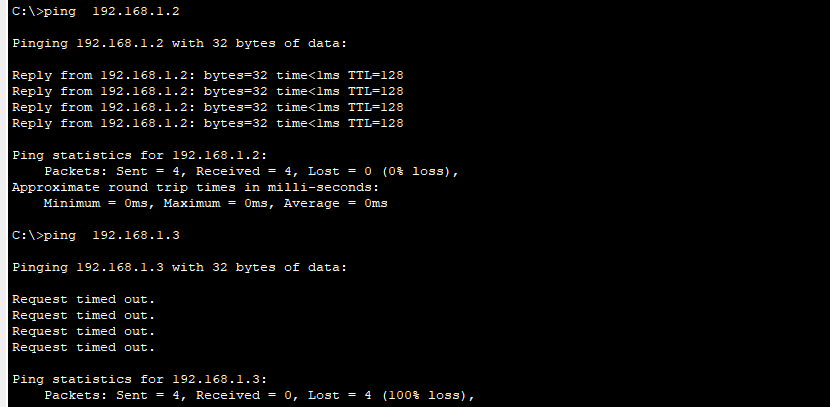 C:\>ping  192.168.1.2
Pinging 192.168.1.2 with 32 bytes of data:
Reply from 192.168.1.2: bytes=32 time<1ms TTL=128
Reply from 192.168.1.2: bytes=32 time<1ms TTL=128
Reply from 192.168.1.2: bytes=32 time<1ms TTL=128
Reply from 192.168.1.2: bytes=32 time<1ms TTL=128
Ping statistics for 192.168.1.2:
    Packets: Sent = 4, Received = 4, Lost = 0 (0% loss),
Approximate round trip times in milli-seconds:
    Minimum = 0ms, Maximum = 0ms, Average = 0ms
C:\>ping  192.168.1.3
Pinging 192.168.1.3 with 32 bytes of data:
Request timed out.
Request timed out.
Request timed out.
Request timed out.
Ping statistics for 192.168.1.3:
    Packets: Sent = 4, Received = 0, Lost = 4 (100% loss),